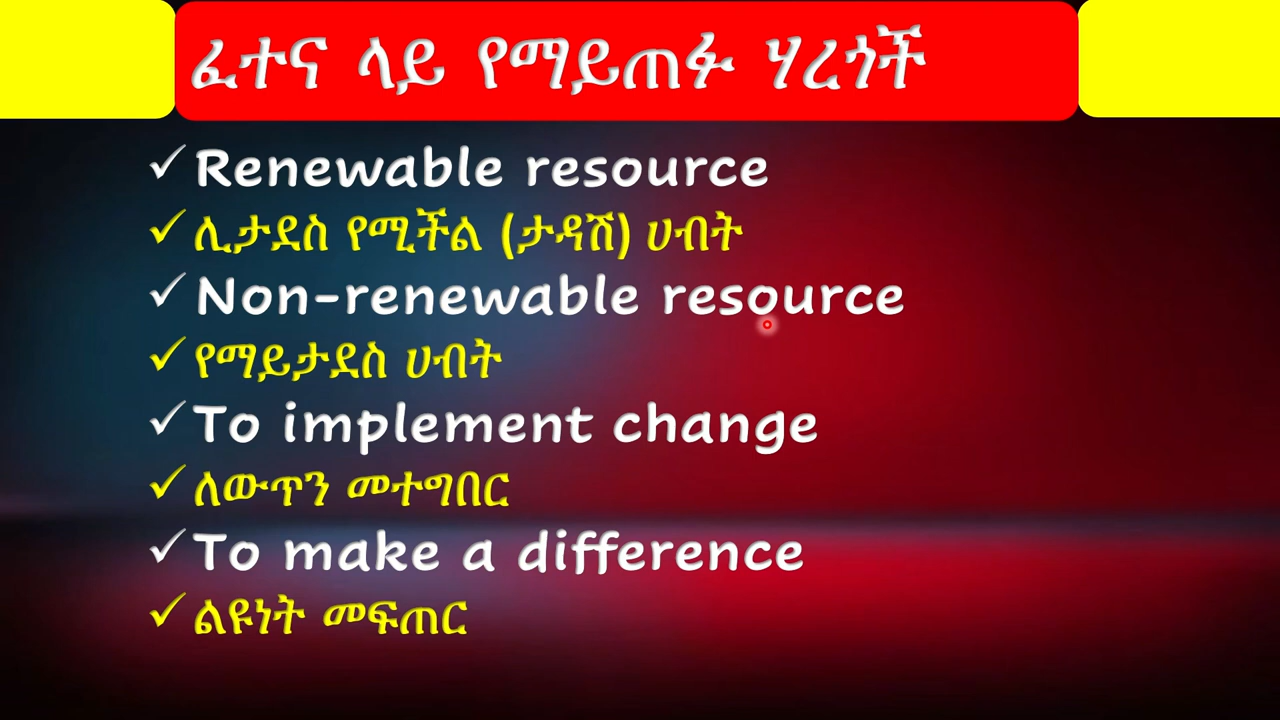 ፈተና ላይ የማይጠፉ ሃረጎች
✓Renewable resource
✓ሊታደስ የሚችል (ታዳሽ) ሀብት
✓Non-renewable resource
✓የማይታደስ ሀብት
✓To implement change
✓ለውጥን መተግበር
✓To make a difference
✓ልዩነት መፍጠር